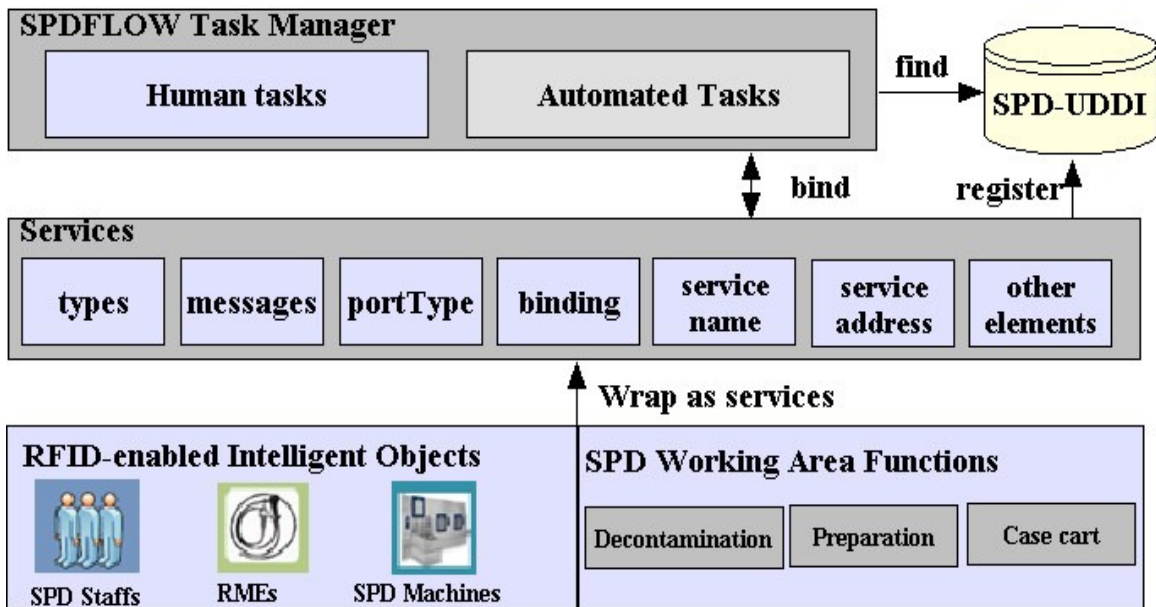 SPDFLOW Task Manager
Human tasks
Automated Tasks
find
SPD-UDDI
bind
register
Services
types
messages
portType
binding
service
name
service
address
other
elements
Wrap as services
RFID-enabled Intelligent Objects
SPD Staffs
RMEs
SPD Machines
SPD Working Area Functions
Decontamination
Preparation
Case cart